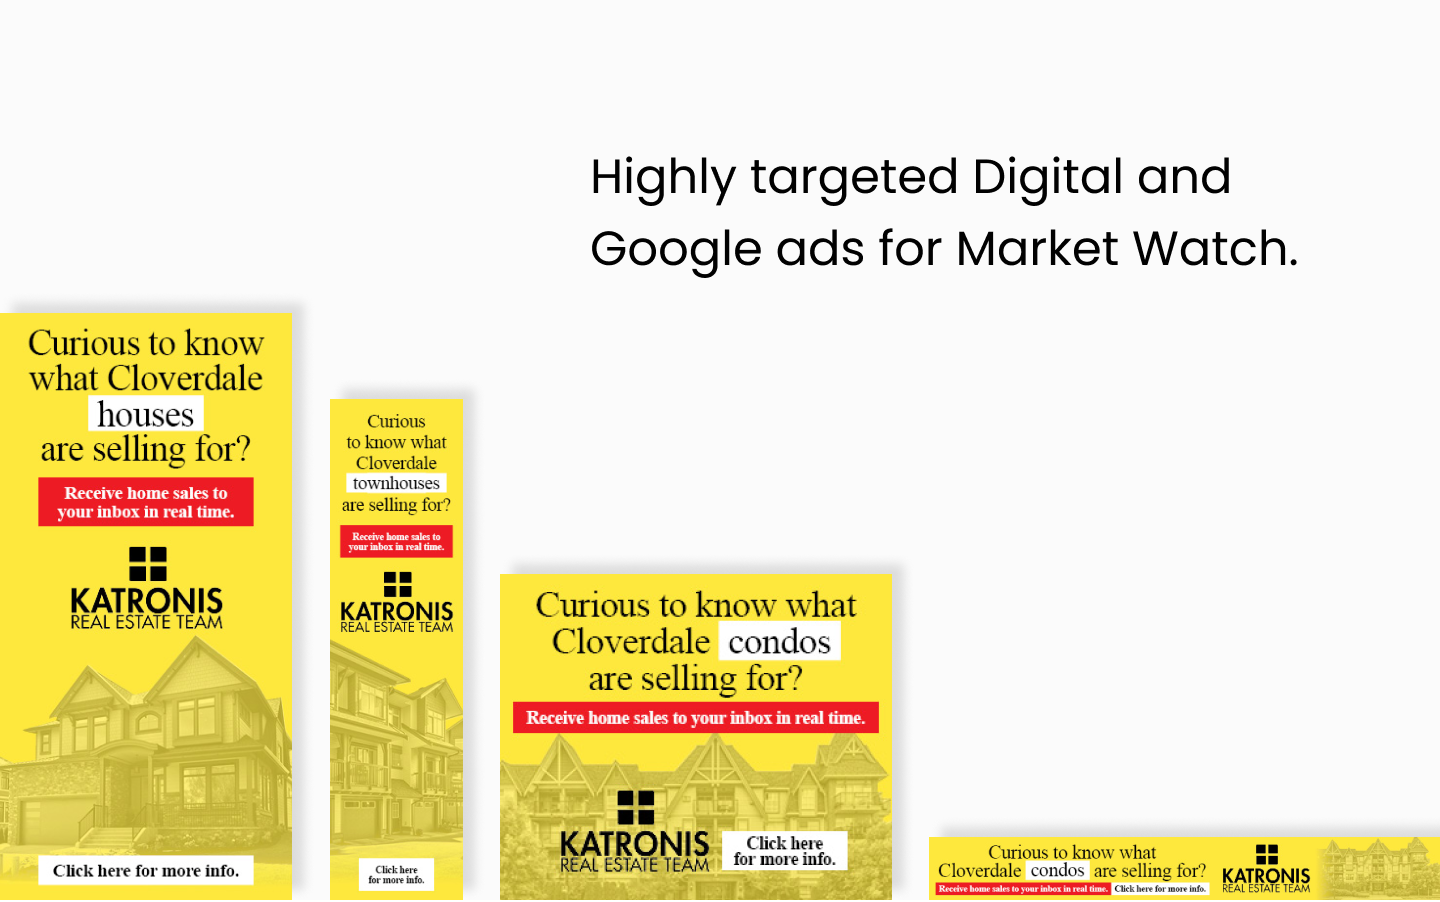 Highly targeted Digital and
Google ads for Market Watch.
Curious to know
what Cloverdale
houses
are selling for?
Receive home sales to
your inbox in real time.
KATRONIS
REAL ESTATE TEAM
Click here for more info.
Curious
to know what
Cloverdale
townhouses
are selling for?
Receive home sales to
your inbox in real time.
KATRONIS
REAL ESTATE TEAM
Click here
for more info.
Curious to know what
Cloverdale condos
are selling for?
Receive home sales to your inbox in real time.
KATRONIS
REAL ESTATE TEAM
Click here
for more info.
Curious to know what
Cloverdale condos are selling for?
Receive home sales to your inbox in real time. Click here for more info.
KATRONIS
REAL ESTATE TEAM